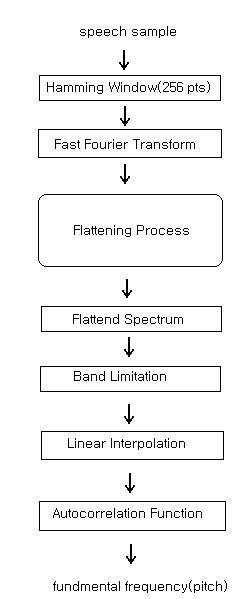 speech sample
Hamming Window(256 pts)
Fast Fourier Transform
Flattening Process
Flattend Spectrum
Band Limitation
Linear Interpolation
Autocorrelation Function
fundmental frequency(pitch)